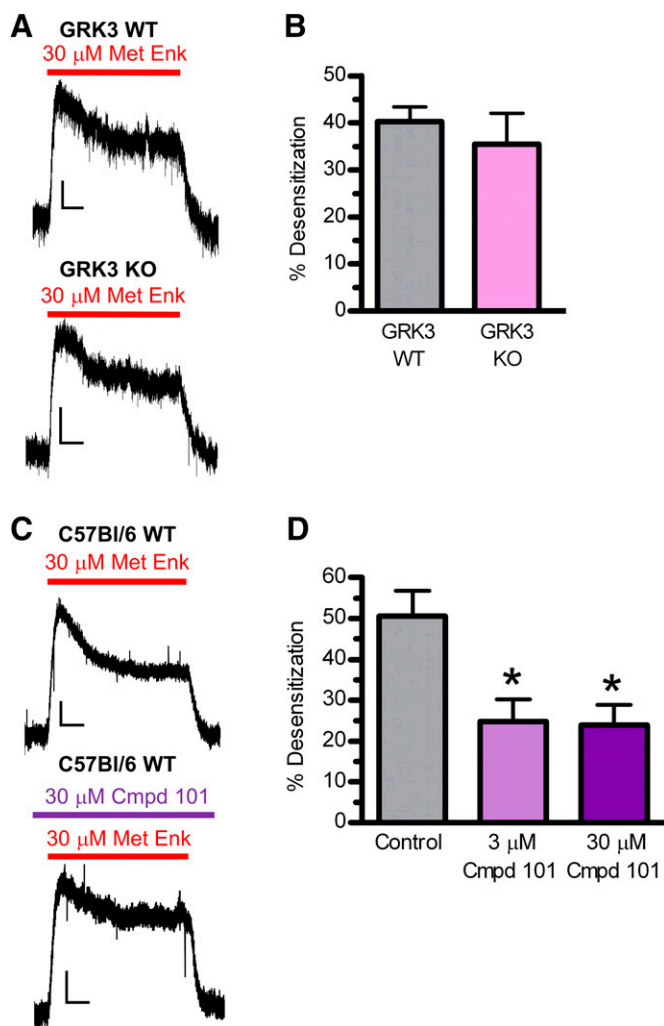 A
GRK3 WT
30 μM Met Enk
GRK3 KO
30 μM Met Enk
B
% Desensitization
50
40
30
20
10
0
GRK3
WT
GRK3
KO
C
C57Bl/6 WT
30 μM Met Enk
C57Bl/6 WT
30 μM Cmpd 101
30 μM Met Enk
D
% Desensitization
60
50
40
30
20
10
0
*
*
Control
3 μM
Cmpd 101
30 μM
Cmpd 101